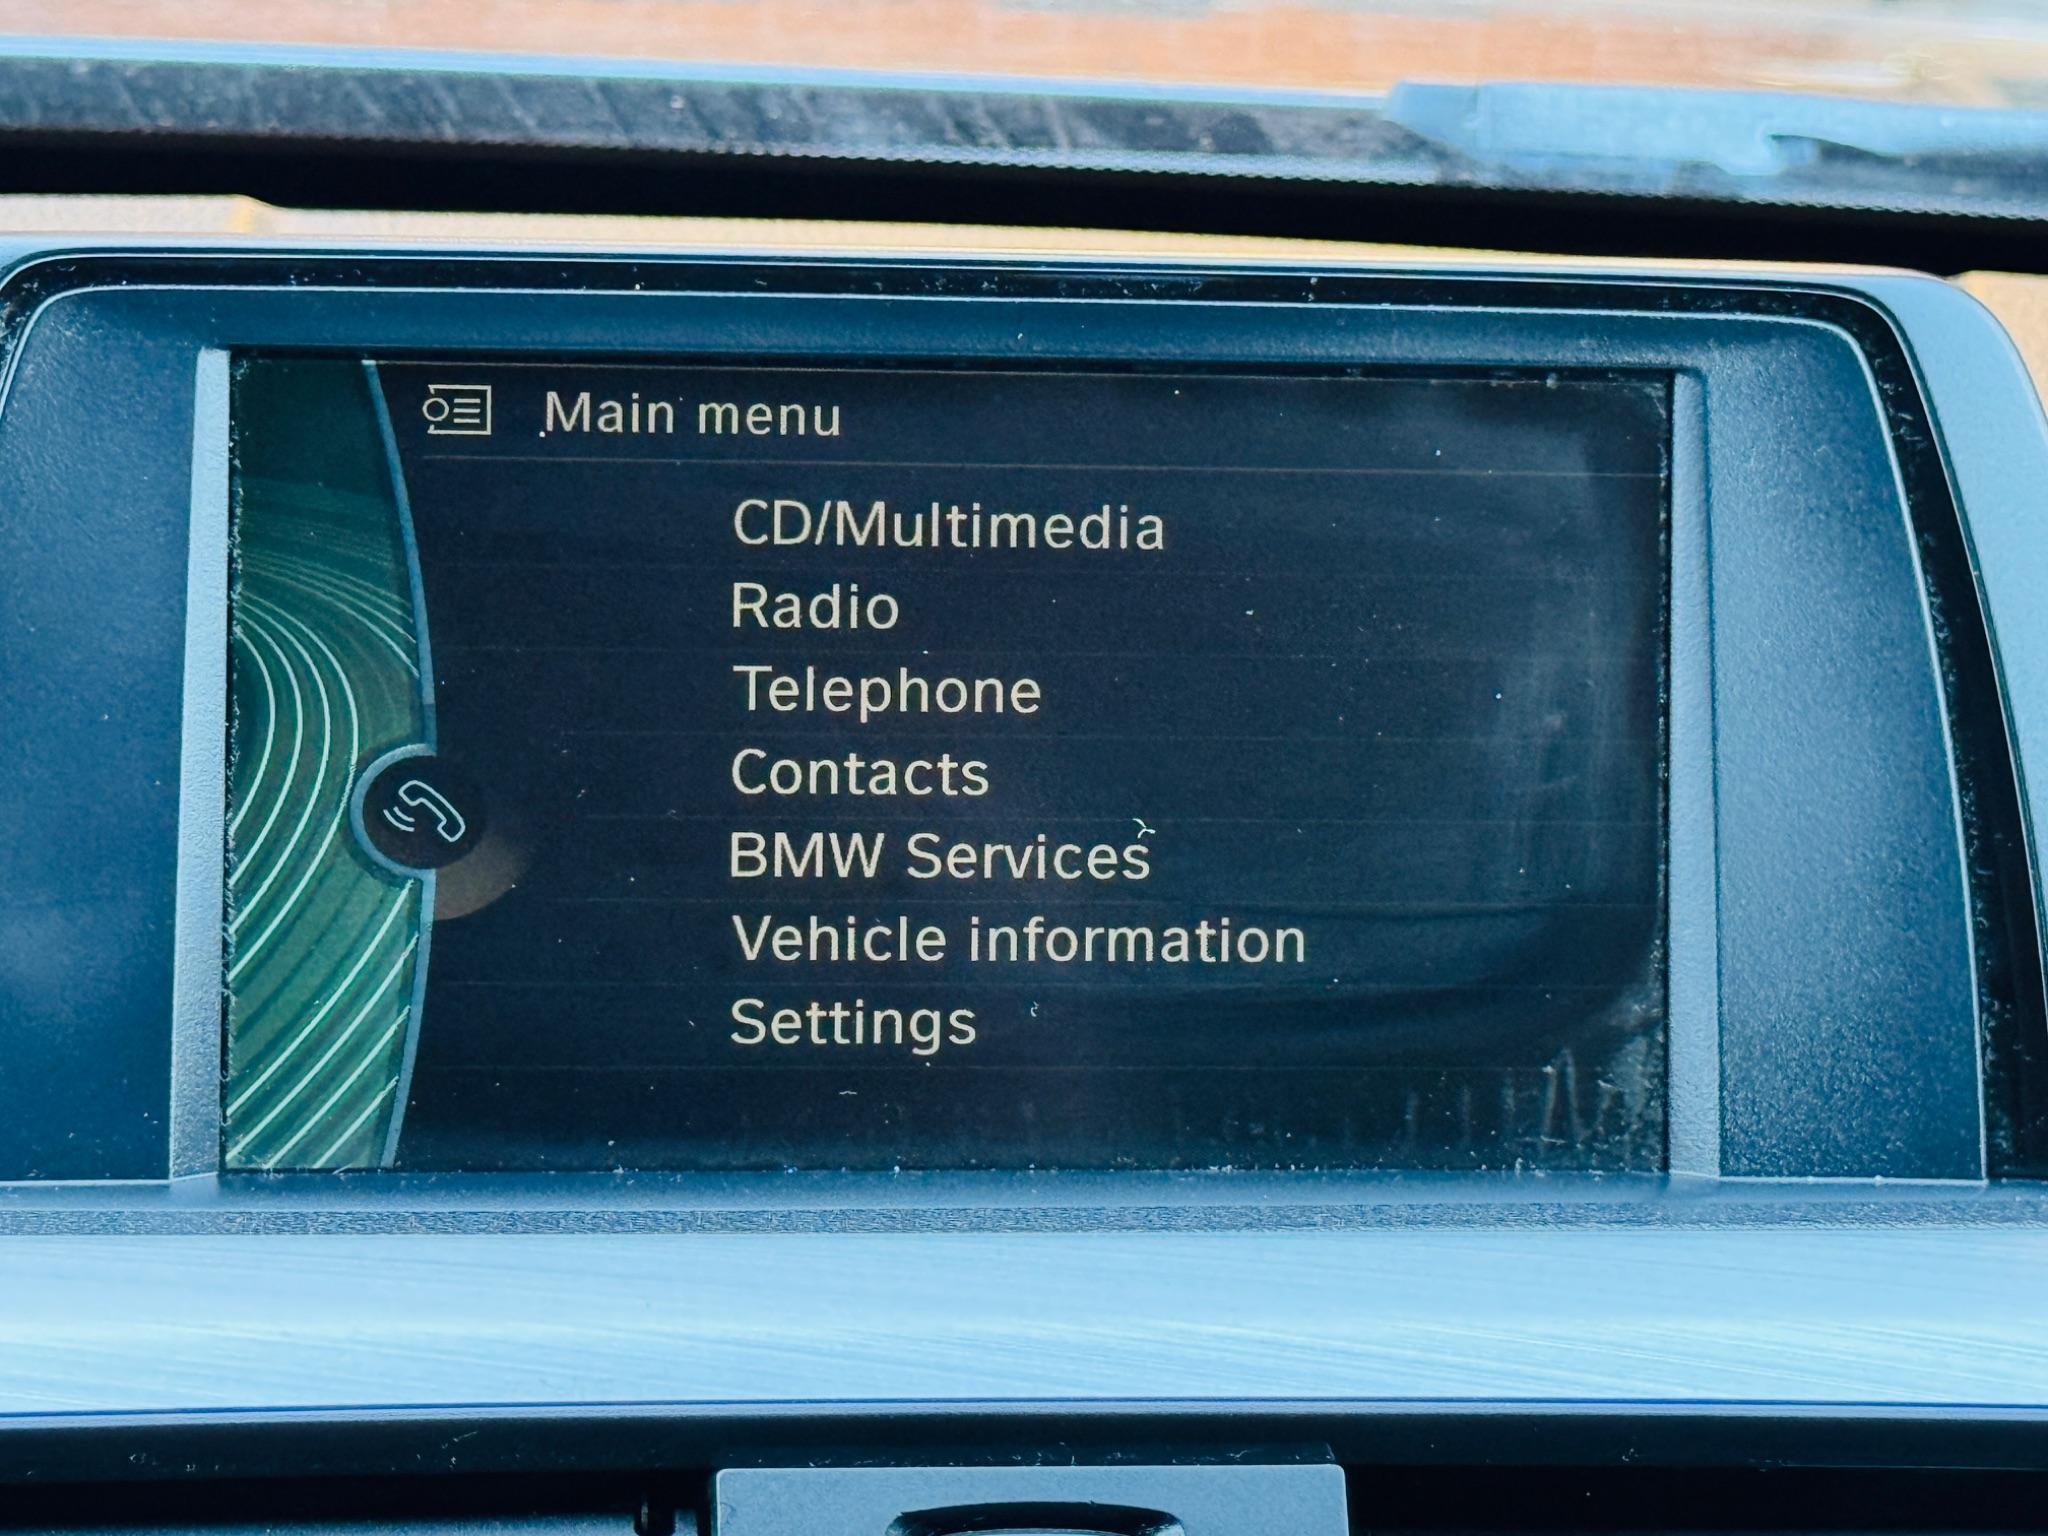 Main menu
CD/Multimedia
Radio
Telephone
Contacts
BMW Services
Vehicle information
Settings